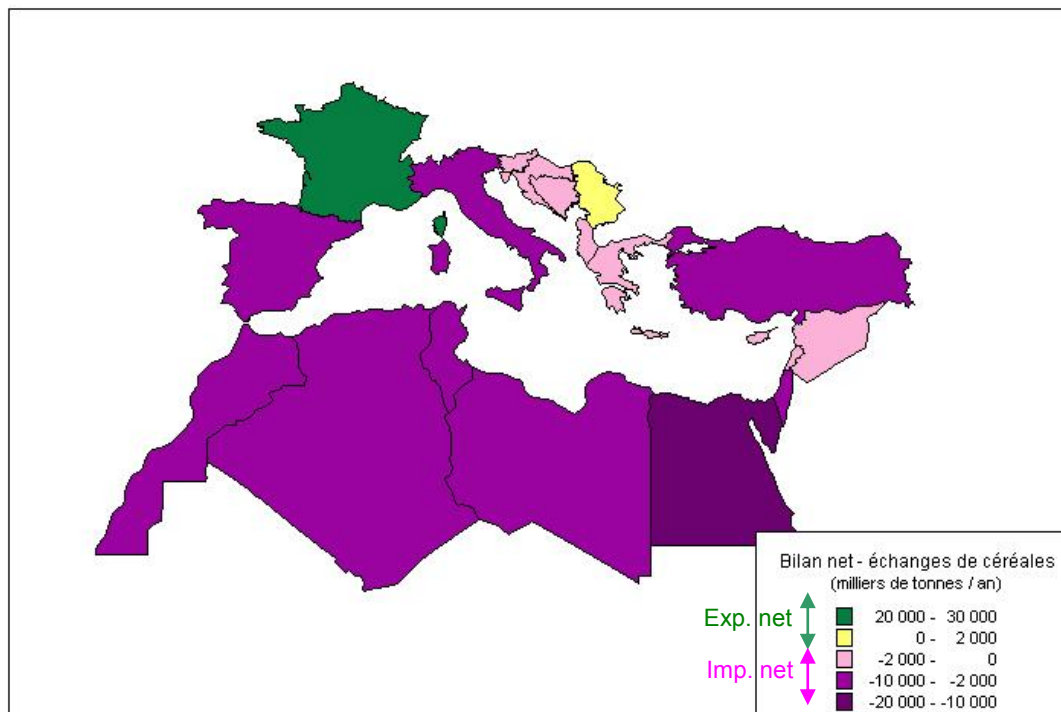 Bilan net - échanges de céréales
(milliers de tonnes / an)
Exp. net
20 000 - 30 000
0 - 2 000
Imp. net
-2 000 - 0
-10 000 - -2 000
-20 000 - -10 000